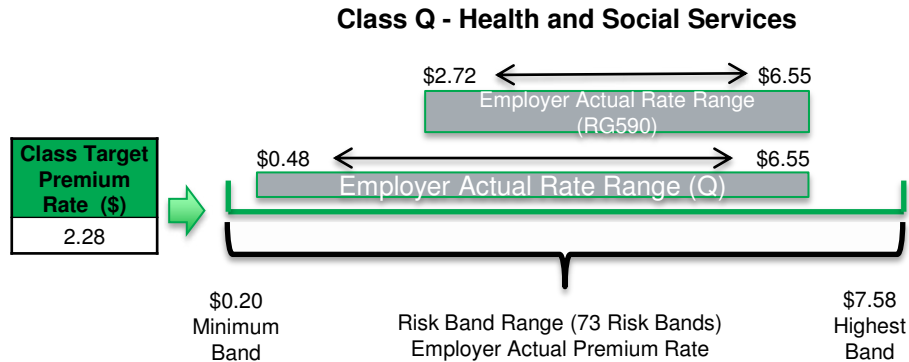 Class Q - Health and Social Services
$2.72 $6.55
Employer Actual Rate Range
(RG590)
$0.48 $6.55
Employer Actual Rate Range (Q)
Class Target
Premium
Rate ($)
2.28
$0.20
Minimum
Band
Risk Band Range (73 Risk Bands)
Employer Actual Premium Rate
$7.58
Highest
Band